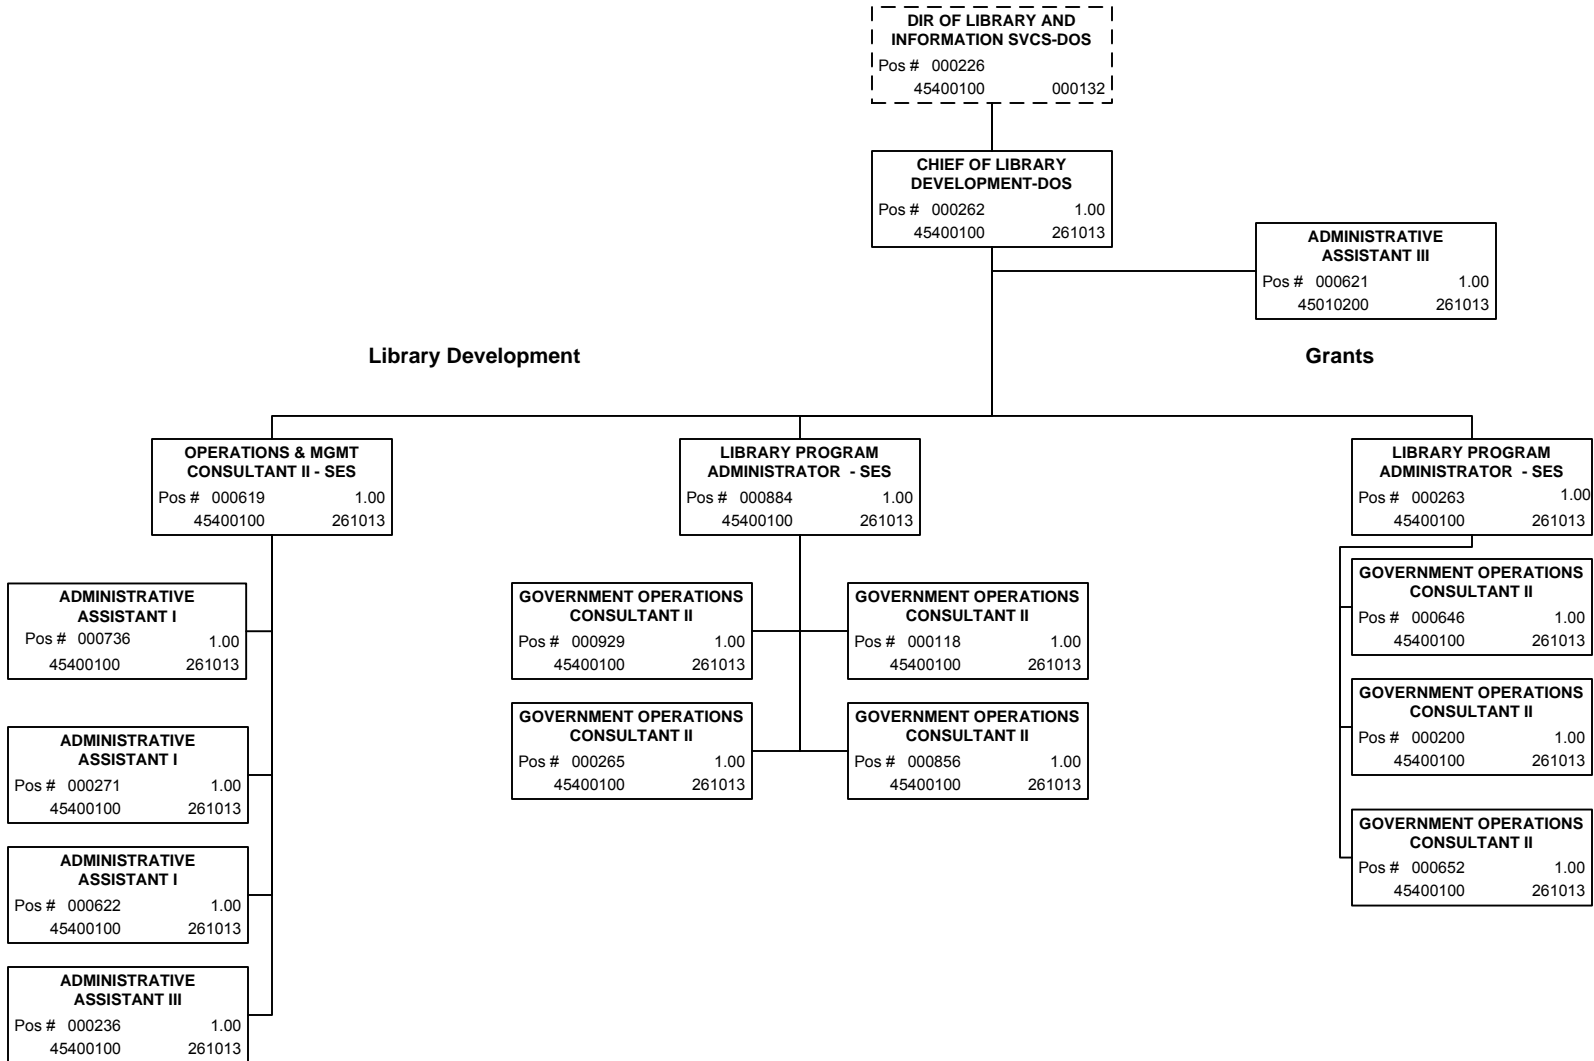 DIR OF LIBRARY AND
INFORMATION SVCS-DOS
Pos # 000226
45400100 000132
CHIEF OF LIBRARY
DEVELOPMENT-DOS
Pos # 000262 1.00
45400100 261013
ADMINISTRATIVE
ASSISTANT III
Pos # 000621 1.00
45010200 261013
Library Development
Grants
OPERATIONS & MGMT
CONSULTANT II - SES
Pos # 000619 1.00
45400100 261013
ADMINISTRATIVE
ASSISTANT I
Pos # 000736 1.00
45400100 261013
ADMINISTRATIVE
ASSISTANT I
Pos # 000271 1.00
45400100 261013
ADMINISTRATIVE
ASSISTANT I
Pos # 000622 1.00
45400100 261013
ADMINISTRATIVE
ASSISTANT III
Pos # 000236 1.00
45400100 261013
LIBRARY PROGRAM
ADMINISTRATOR - SES
Pos # 000884 1.00
45400100 261013
GOVERNMENT OPERATIONS
CONSULTANT II
Pos # 000929 1.00
45400100 261013
GOVERNMENT OPERATIONS
CONSULTANT II
Pos # 000118 1.00
45400100 261013
GOVERNMENT OPERATIONS
CONSULTANT II
Pos # 000265 1.00
45400100 261013
GOVERNMENT OPERATIONS
CONSULTANT II
Pos # 000856 1.00
45400100 261013
LIBRARY PROGRAM
ADMINISTRATOR - SES
Pos # 000263 1.00
45400100 261013
GOVERNMENT OPERATIONS
CONSULTANT II
Pos # 000646 1.00
45400100 261013
GOVERNMENT OPERATIONS
CONSULTANT II
Pos # 000200 1.00
45400100 261013
GOVERNMENT OPERATIONS
CONSULTANT II
Pos # 000652 1.00
45400100 261013